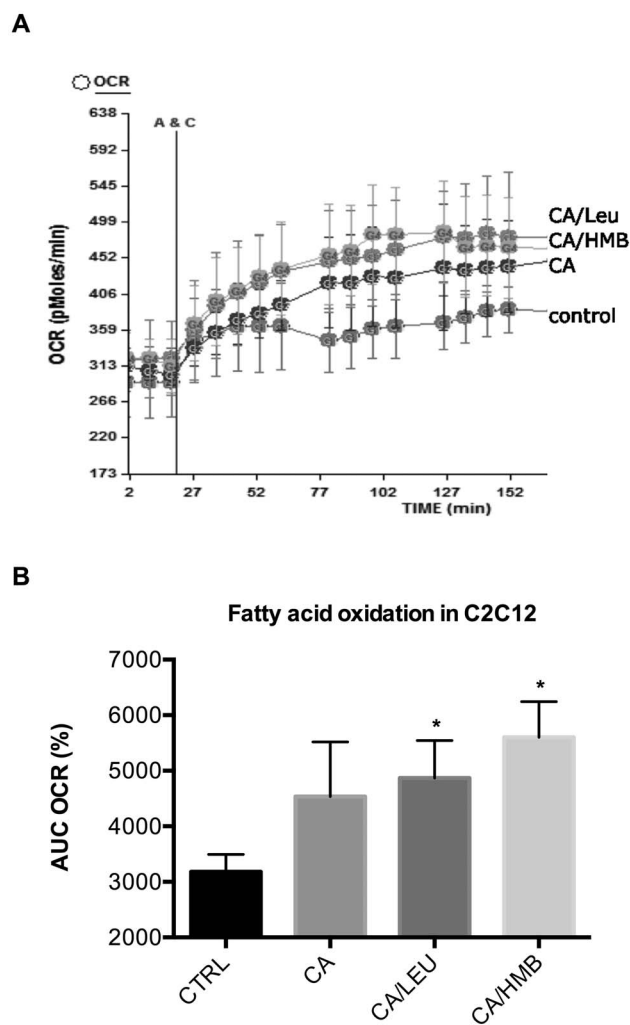 A
OCR
A & C
638
592
545
499
452
406
359
313
266
220
173
OCR (pMoles/min)
CA/Leu
CA/HMB
CA
control
2 27 52 77 102 127 152
TIME (min)
B
Fatty acid oxidation in C2C12
7000
6000
5000
4000
3000
2000
AUC OCR (%)
* *
CTRL CA CA/LEU CA/HMB